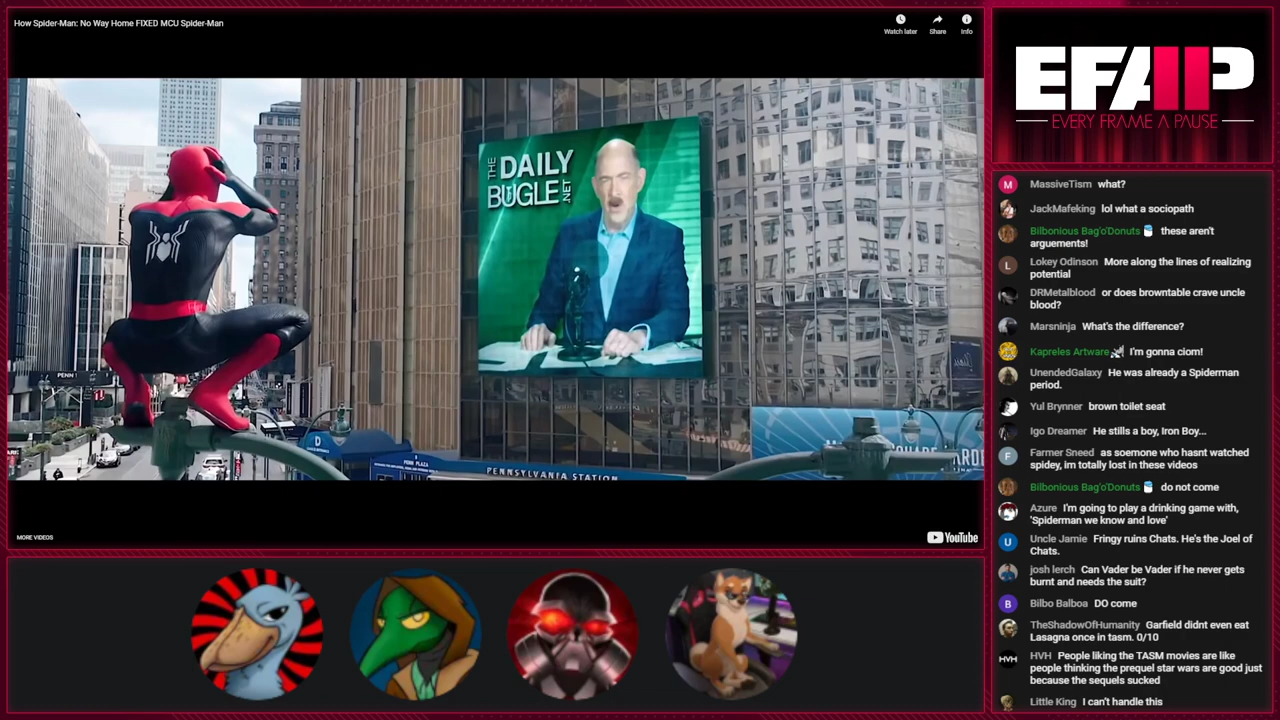 How Spider-Man: No Way Home FIXED MCU Spider-Man
Watch later
Share
Info
THE
DAILY
BUGLE
.NET
PENN 1
D
PENN PLAZA
PENNSYLVANIA STATION
MORE VIDEOS
YouTube
EFAP
EVERY FRAME A PAUSE
M MassiveTism what?
JackMafeking lol what a sociopath
Bilbonious Bag'o'Donuts these aren't
arguements!
L Lokey Odinson More along the lines of realizing
potential
DRMetalblood or does browntable crave uncle
blood?
Marsninja What's the difference?
Kapreles Artware I'm gonna ciom!
UnendedGalaxy He was already a Spiderman
period.
Yul Brynner brown toilet seat
Igo Dreamer He stills a boy, Iron Boy...
F Farmer Sneed as soemone who hasnt watched
spidey, im totally lost in these videos
Bilbonious Bag'o'Donuts do not come
Azure I'm going to play a drinking game with,
'Spiderman we know and love'
U Uncle Jamie Fringy ruins Chats. He's the Joel of
Chats.
josh lerch Can Vader be Vader if he never gets
burnt and needs the suit?
B Bilbo Balboa DO come
TheShadowOfHumanity Garfield didnt even eat
Lasagna once in tasm. 0/10
HVH HVH People liking the TASM movies are like
people thinking the prequel star wars are good just
because the sequels sucked
Little King I can't handle this